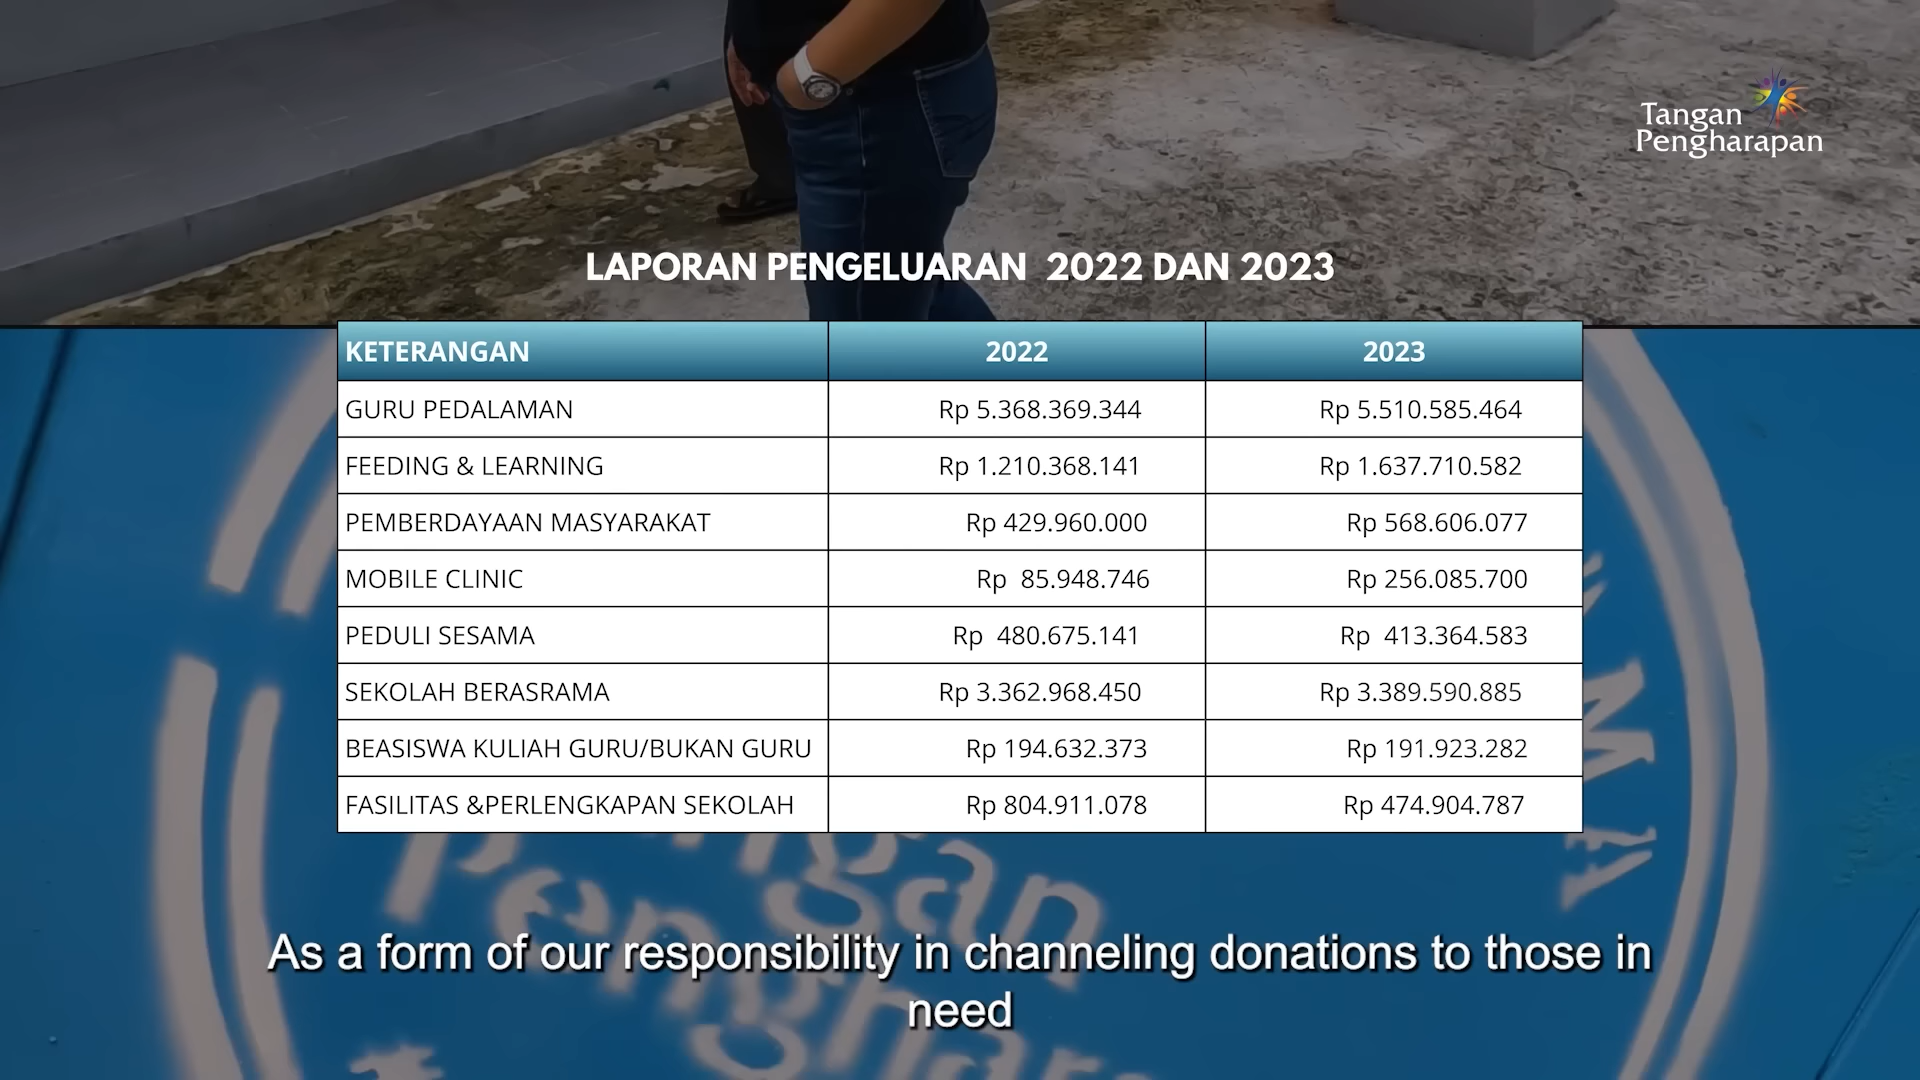 Tangan
Pengharapan
LAPORAN PENGELUARAN 2022 DAN 2023
KETERANGAN 2022 2023
GURU PEDALAMAN Rp 5.368.369.344 Rp 5.510.585.464
FEEDING & LEARNING Rp 1.210.368.141 Rp 1.637.710.582
PEMBERDAYAAN MASYARAKAT Rp 429.960.000 Rp 568.606.077
MOBILE CLINIC Rp 85.948.746 Rp 256.085.700
PEDULI SESAMA Rp 480.675.141 Rp 413.364.583
SEKOLAH BERASRAMA Rp 3.362.968.450 Rp 3.389.590.885
BEASISWA KULIAH GURU/BUKAN GURU Rp 194.632.373 Rp 191.923.282
FASILITAS &PERLENGKAPAN SEKOLAH Rp 804.911.078 Rp 474.904.787
As a form of our responsibility in channeling donations to those in
need